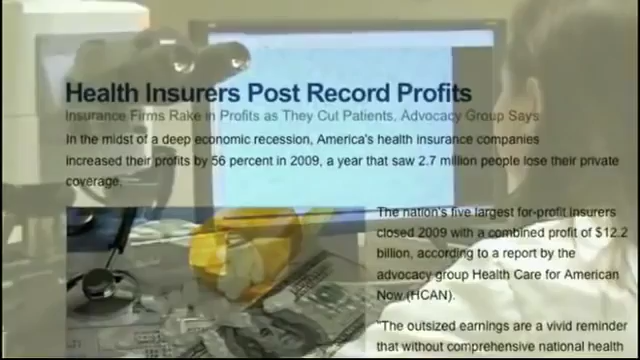 Health Insurers Post Record Profits
Insurance Firms Rake in Profits as They Cut Patients, Advocacy Group Says
In the midst of a deep economic recession, America's health insurance companies
increased their profits by 56 percent in 2009, a year that saw 2.7 million people lose their private
coverage.
The nation's five largest for-profit insurers
closed 2009 with a combined profit of $12.2
billion, according to a report by the
advocacy group Health Care for American
Now (HCAN).
"The outsized earnings are a vivid reminder
that without comprehensive national health